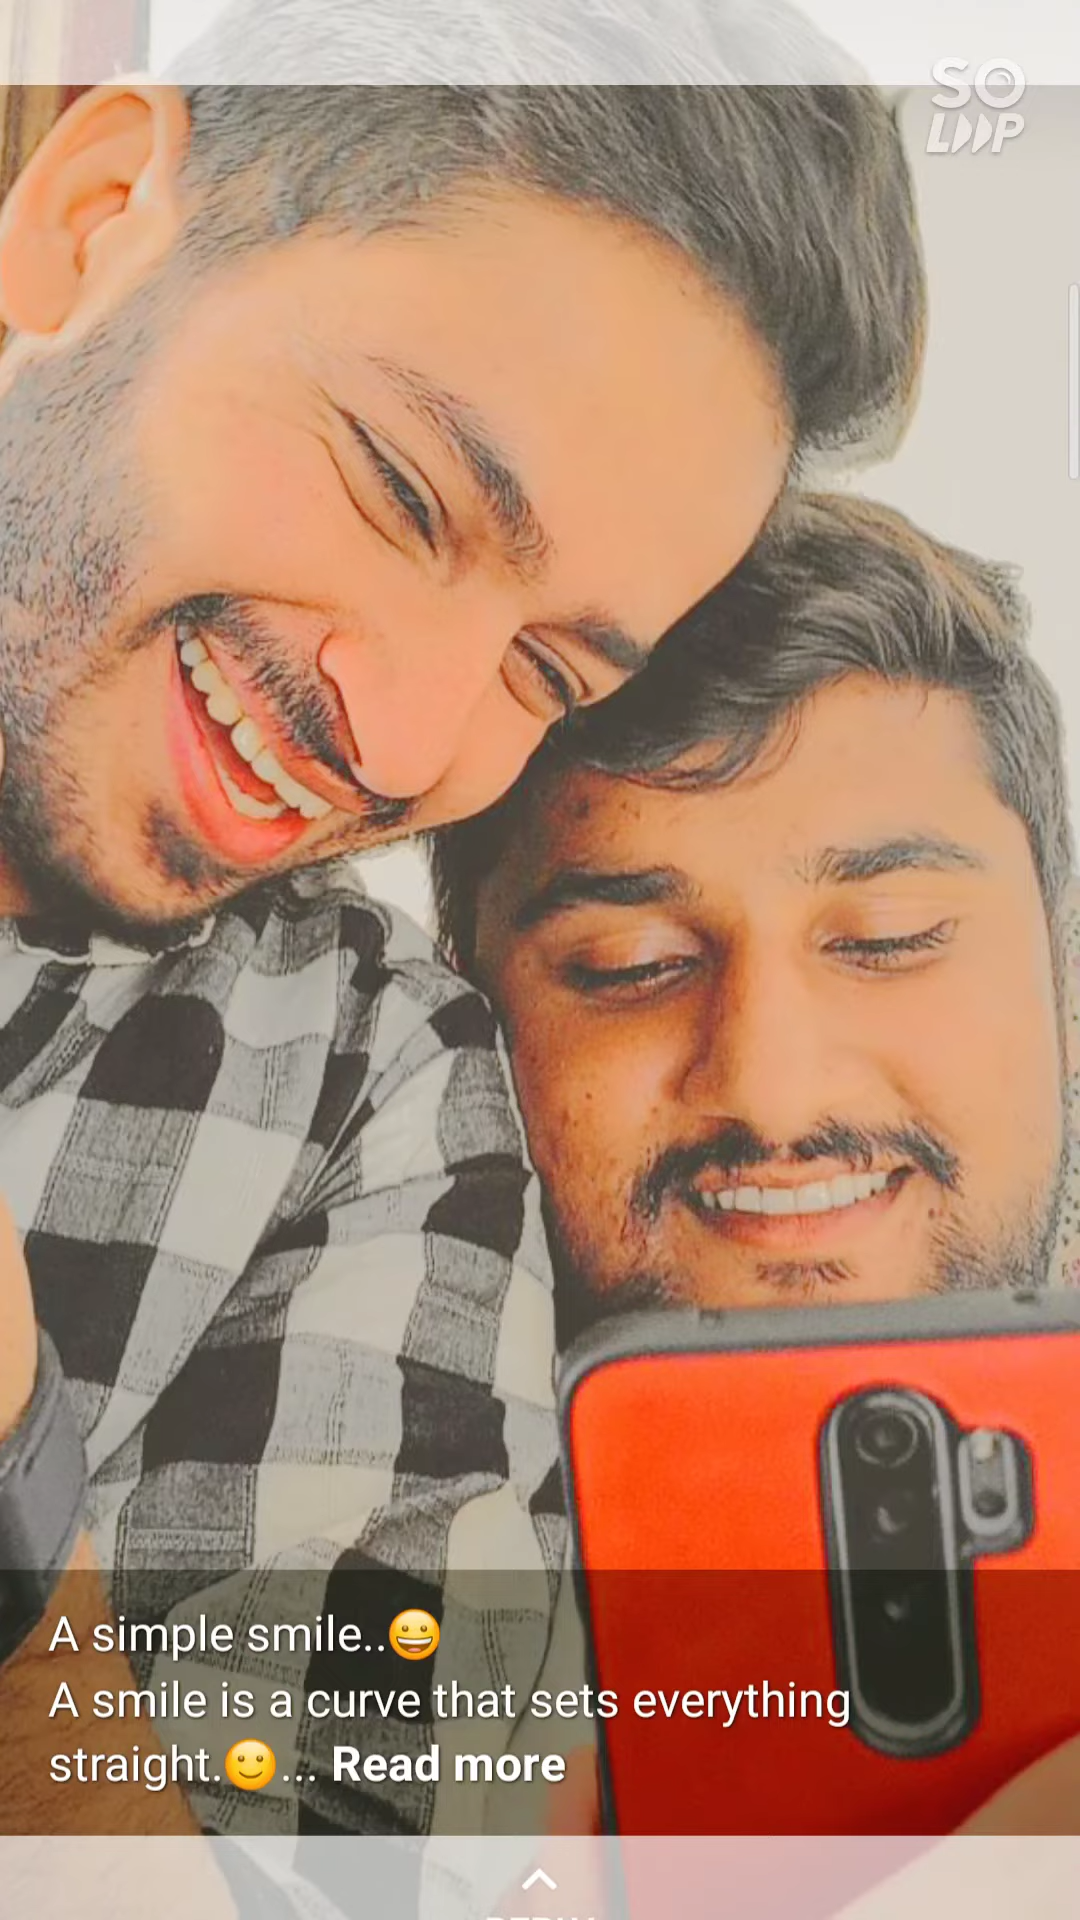 SO
LOOP
A simple smile..😀
A smile is a curve that sets everything
straight.🙂... Read more